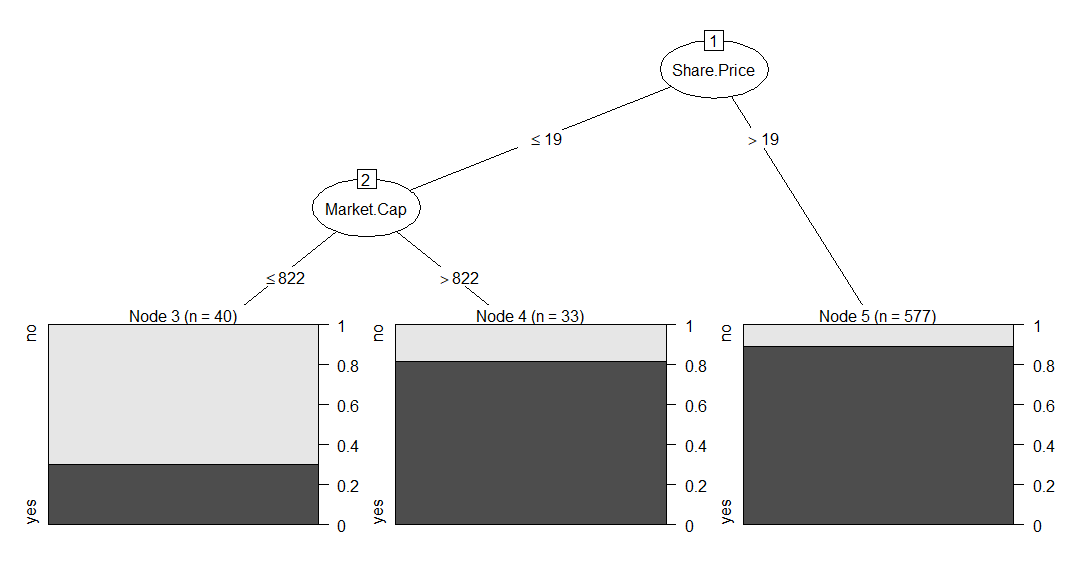 1
Share.Price
≤ 19
> 19
2
Market.Cap
≤ 822
> 822
Node 3 (n = 40)
no
yes
1
0.8
0.6
0.4
0.2
0
Node 4 (n = 33)
no
yes
1
0.8
0.6
0.4
0.2
0
Node 5 (n = 577)
no
yes
1
0.8
0.6
0.4
0.2
0